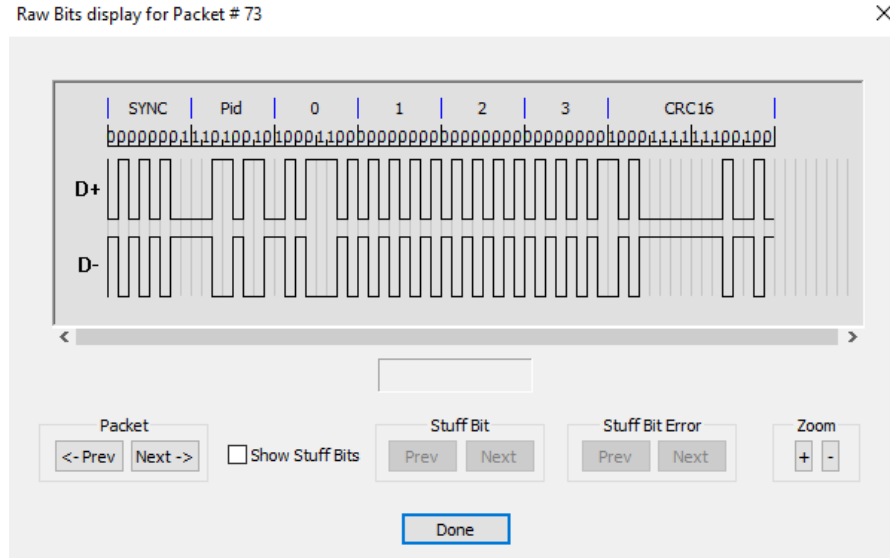 Raw Bits display for Packet # 73
SYNC Pid 0 1 2 3 CRC16
0000000111010010100011000000000000000000000000001000111111100100
D+
D-
Packet Stuff Bit Stuff Bit Error Zoom
<- Prev Next -> Show Stuff Bits Prev Next Prev Next + -
Done